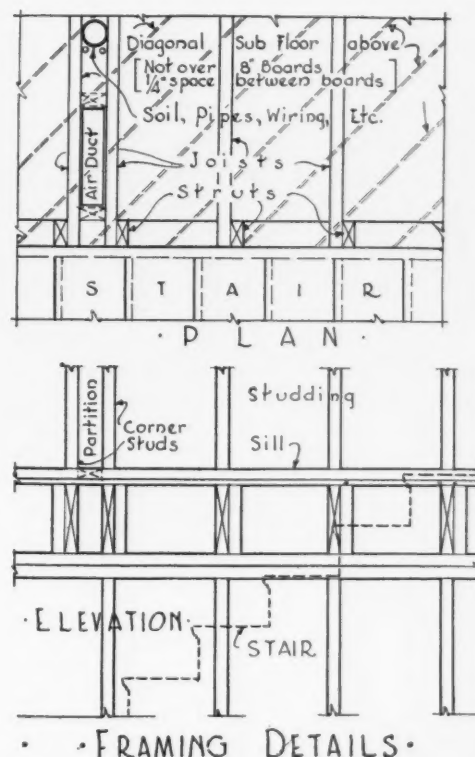 Diagonal Sub Floor above
[Not over 8" Boards
1/4" space between boards]
Soil, Pipes, Wiring, Etc.
Air Duct
Joists
Struts
S T A I R
· P L A N ·
Partition
Studding
Corner
Studs
Sill
· ELEVATION ·
STAIR
· · FRAMING DETAILS ·